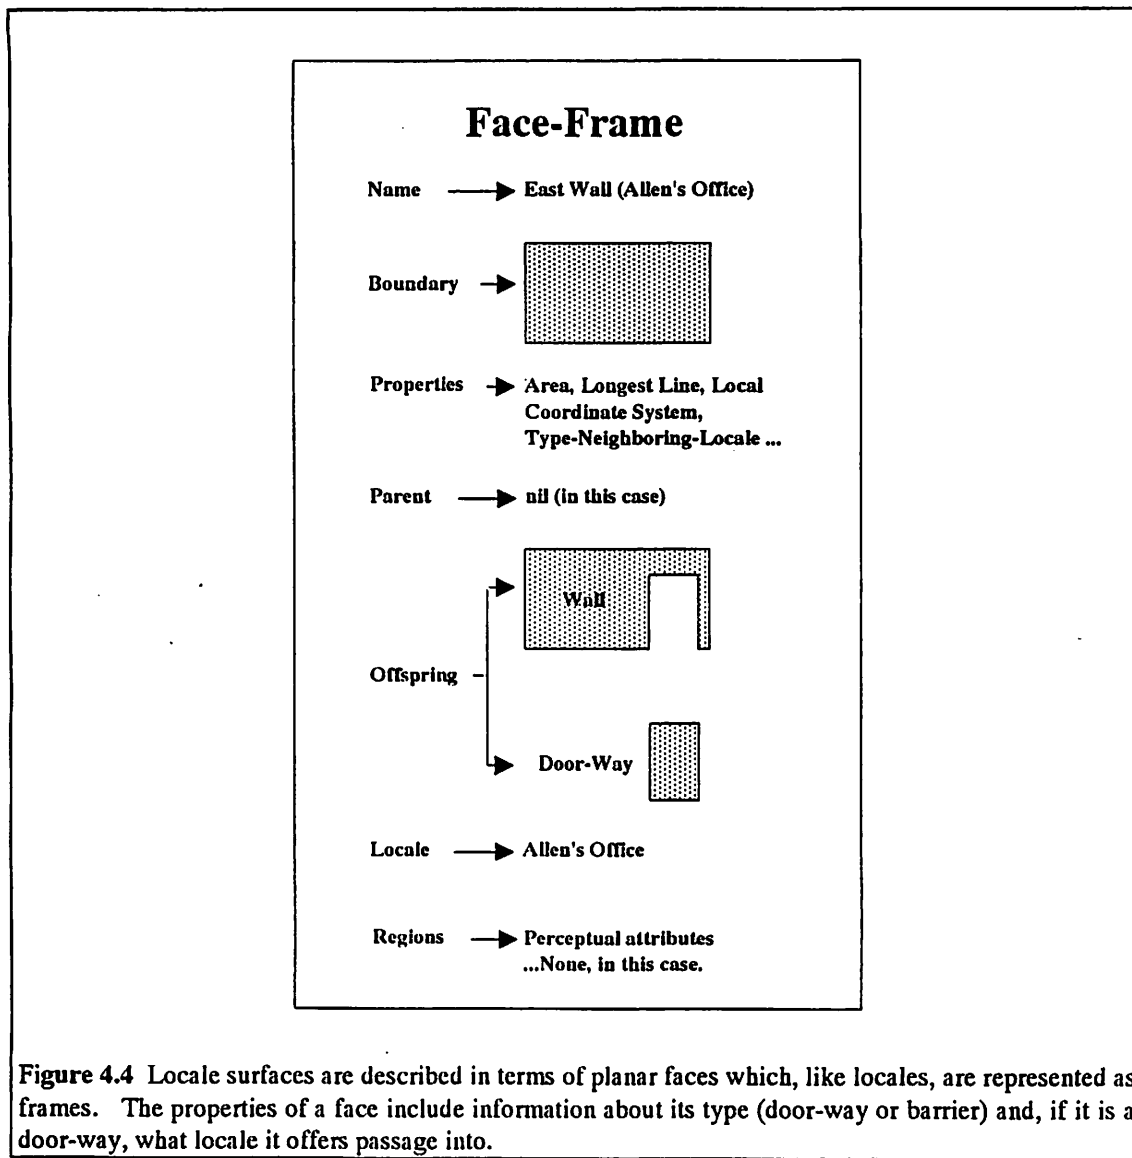 Face-Frame
Name East Wall (Allen's Office)
Boundary
Properties Area, Longest Line, Local
Coordinate System,
Type-Neighboring-Locale ...
Parent nil (in this case)
Wall
Offspring
Door-Way
Locale Allen's Office
Regions Perceptual attributes
...None, in this case.
Figure 4.4 Locale surfaces are described in terms of planar faces which, like locales, are represented as
frames. The properties of a face include information about its type (door-way or barrier) and, if it is a
door-way, what locale it offers passage into.